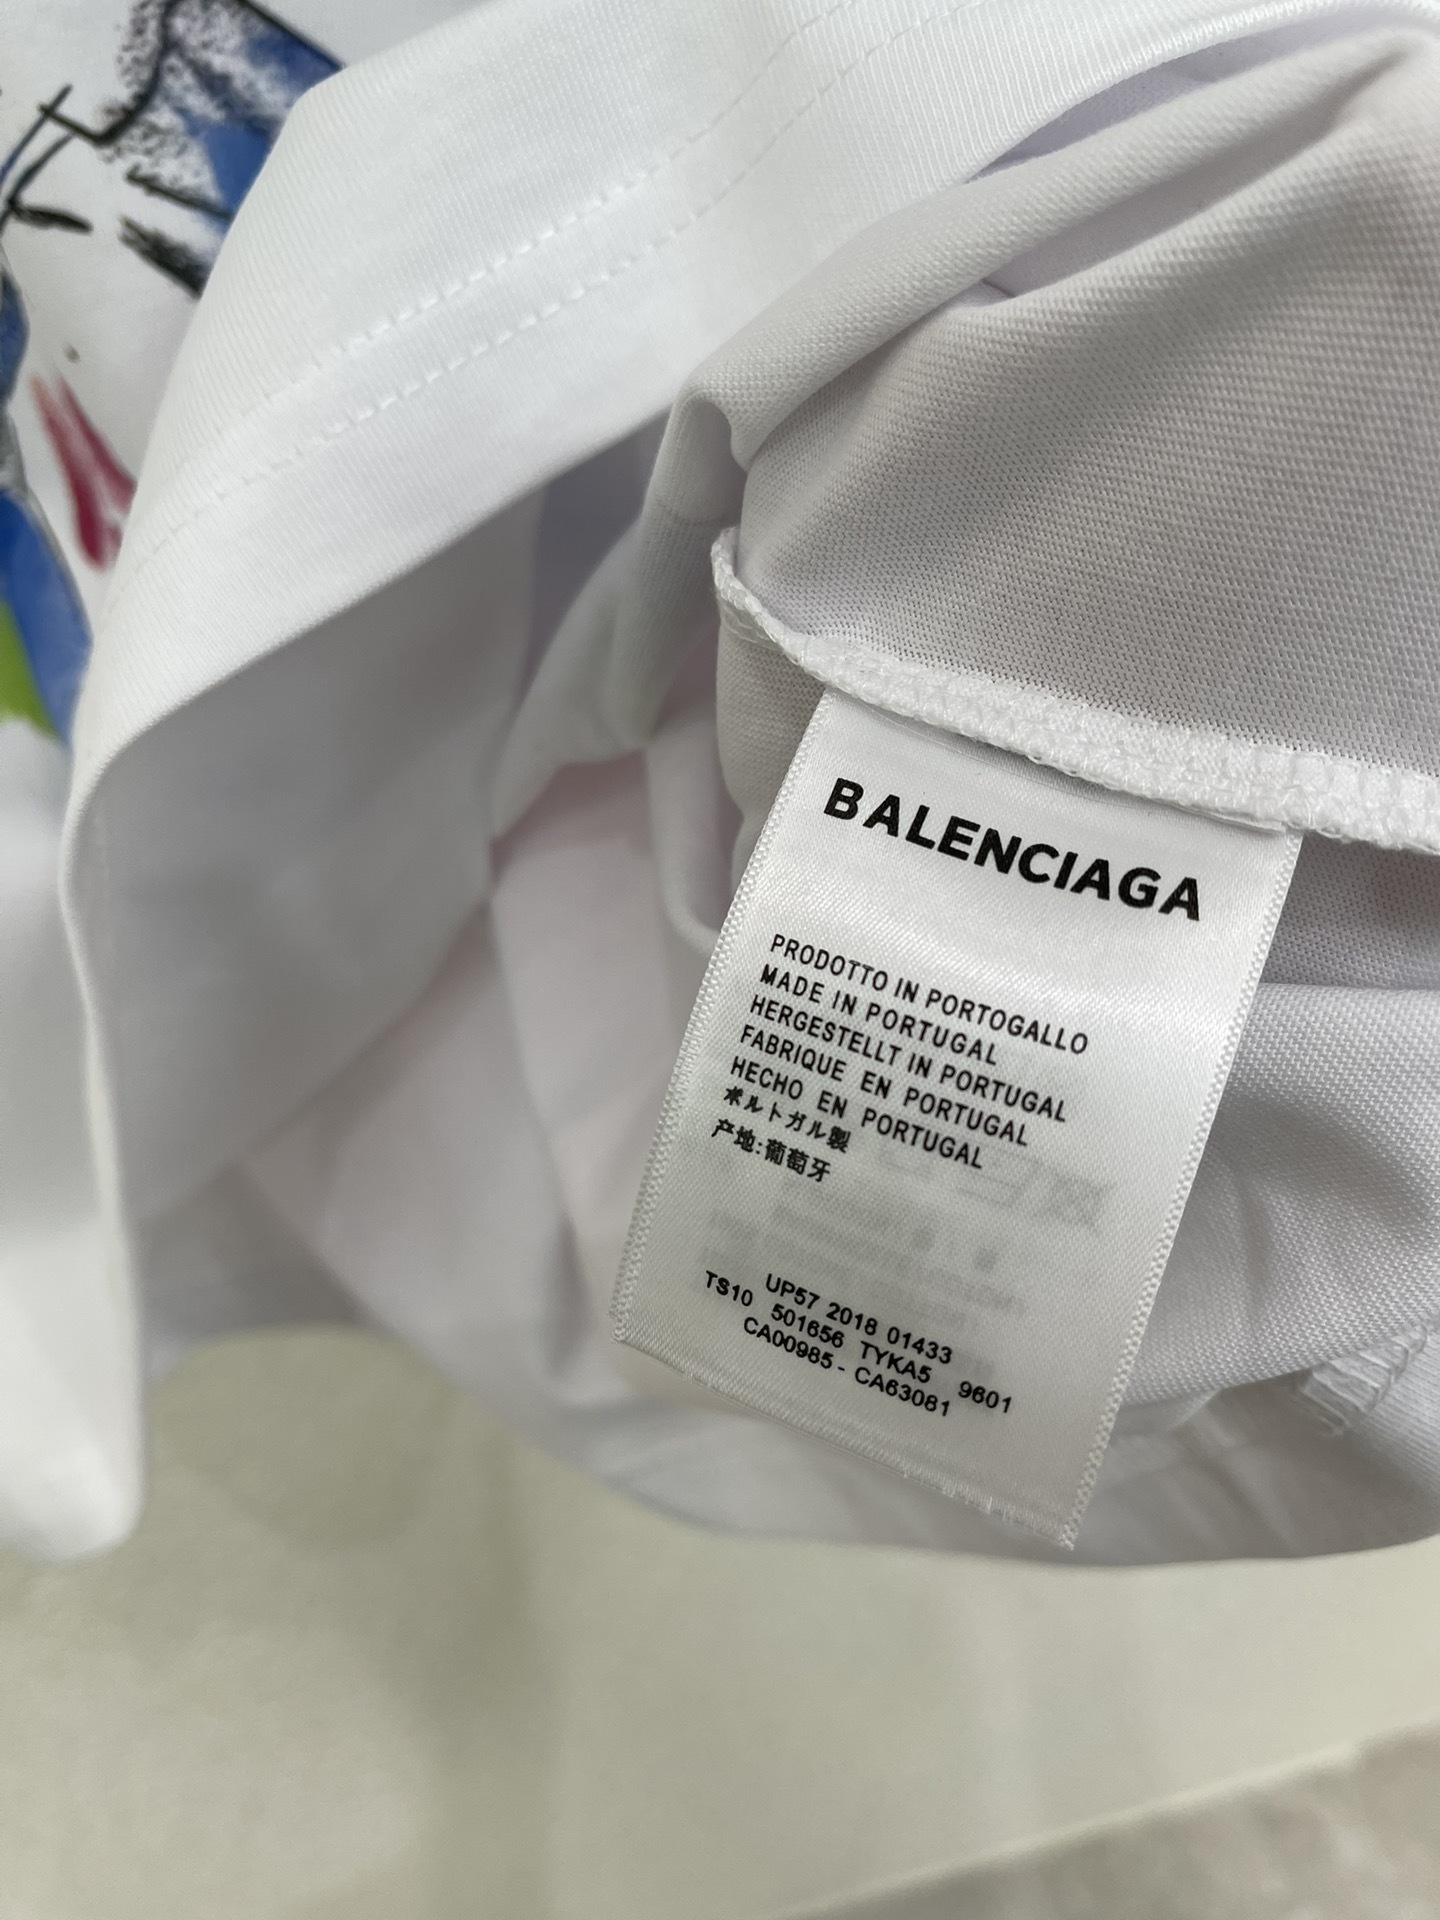 BALENCIAGA
PRODOTTO IN PORTOGALLO
MADE IN PORTUGAL
HERGESTELLT IN PORTUGAL
FABRIQUE EN PORTUGAL
HECHO EN PORTUGAL
ポルトガル製
产地:葡萄牙
UP57 2018 01433
TS10 501656 TYKA5 9601
CA00985 - CA63081